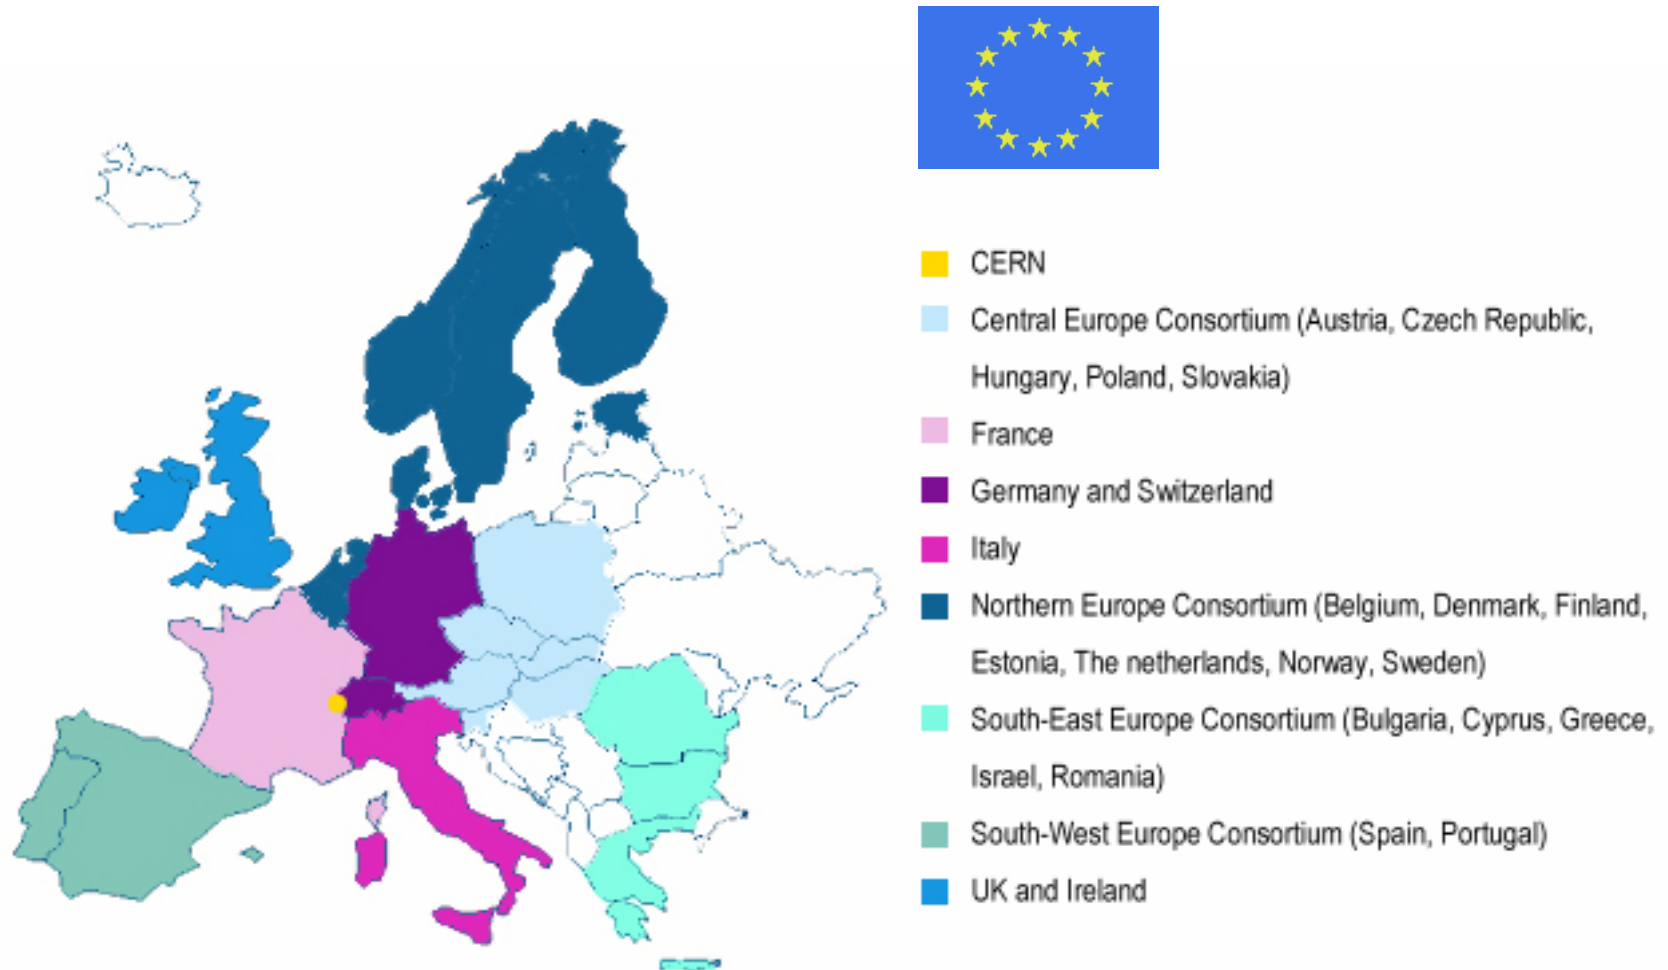 CERN
Central Europe Consortium (Austria, Czech Republic,
Hungary, Poland, Slovakia)
France
Germany and Switzerland
Italy
Northern Europe Consortium (Belgium, Denmark, Finland,
Estonia, The netherlands, Norway, Sweden)
South-East Europe Consortium (Bulgaria, Cyprus, Greece,
Israel, Romania)
South-West Europe Consortium (Spain, Portugal)
UK and Ireland